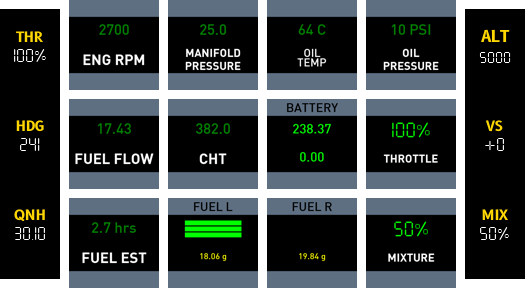 THR
100%
HDG
241
QNH
30.10
2700
ENG RPM
25.0
MANIFOLD
PRESSURE
64 C
OIL
TEMP
10 PSI
OIL
PRESSURE
17.43
FUEL FLOW
382.0
CHT
BATTERY
238.37
0.00
100%
THROTTLE
2.7 hrs
FUEL EST
FUEL L
18.06 g
FUEL R
19.84 g
50%
MIXTURE
ALT
5000
VS
+0
MIX
50%